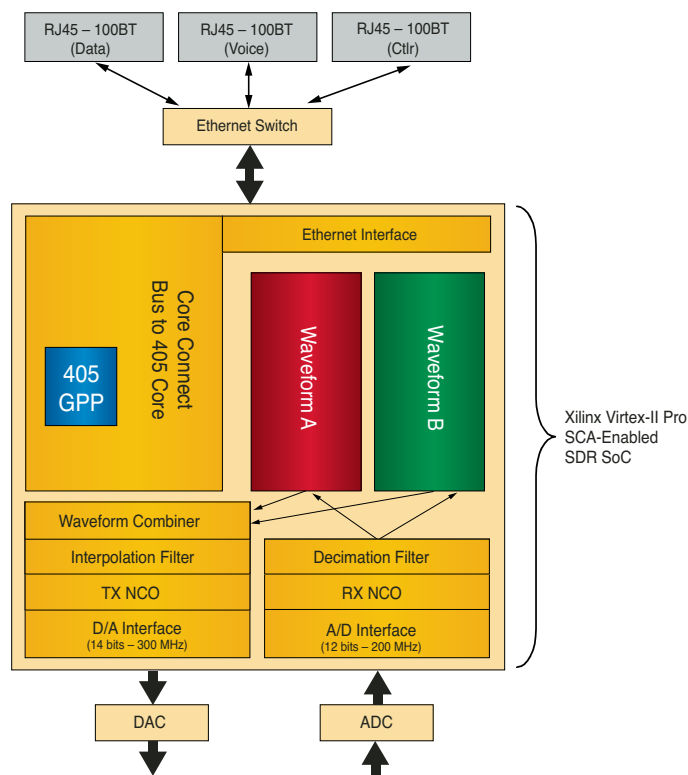 RJ45 – 100BT
(Data)
RJ45 – 100BT
(Voice)
RJ45 – 100BT
(Ctlr)
Ethernet Switch
Ethernet Interface
Core Connect
Bus to 405 Core
405
GPP
Waveform A
Waveform B
Xilinx Virtex-II Pro
SCA-Enabled
SDR SoC
Waveform Combiner
Interpolation Filter
TX NCO
D/A Interface
(14 bits – 300 MHz)
Decimation Filter
RX NCO
A/D Interface
(12 bits – 200 MHz)
DAC
ADC